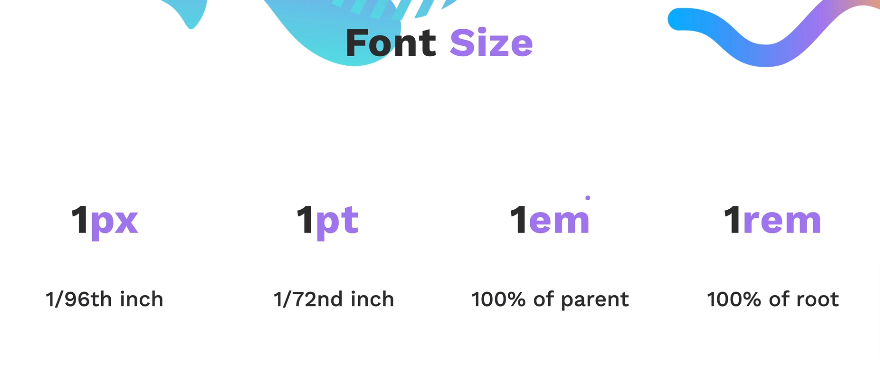 Font Size
1px 1pt 1em 1rem
1/96th inch 1/72nd inch 100% of parent 100% of root